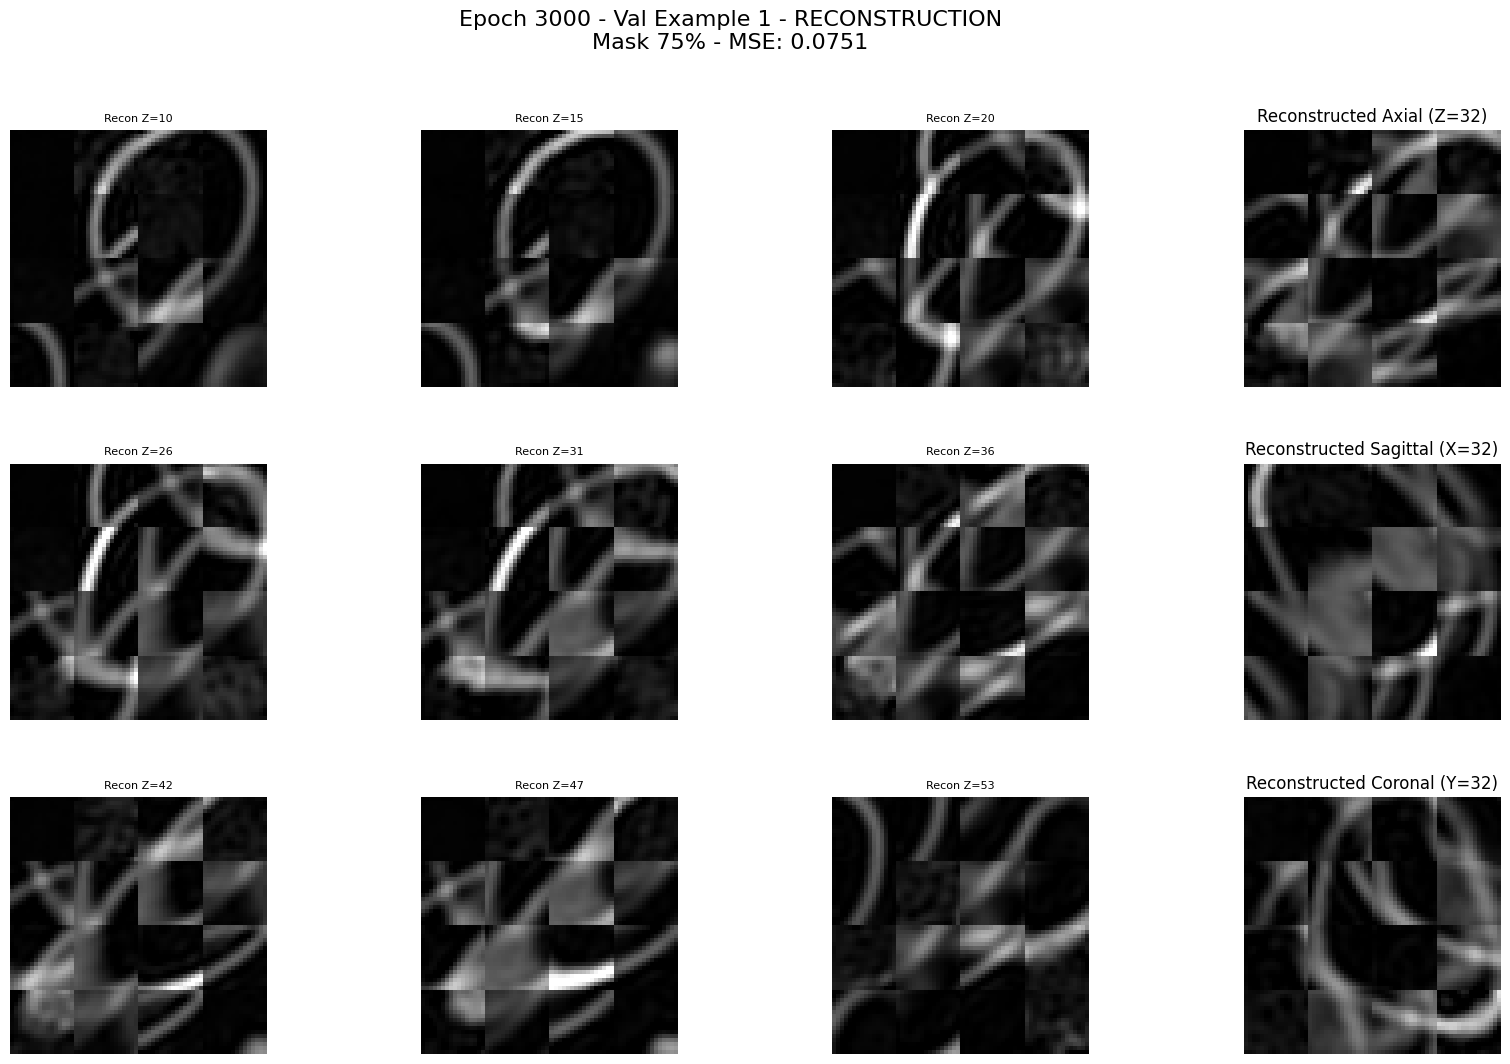 Epoch 3000 - Val Example 1 - RECONSTRUCTION
Mask 75% - MSE: 0.0751
Recon Z=10
Recon Z=15
Recon Z=20
Reconstructed Axial (Z=32)
Recon Z=26
Recon Z=31
Recon Z=36
Reconstructed Sagittal (X=32)
Recon Z=42
Recon Z=47
Recon Z=53
Reconstructed Coronal (Y=32)